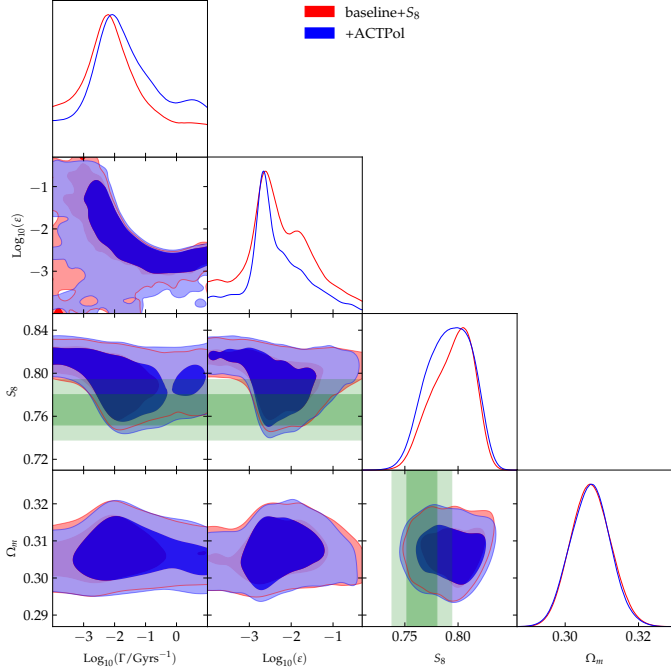 baseline+S₈
+ACTPol
−1
−2
−3
Log₁₀(ε)
0.84
0.80
0.76
0.72
S₈
0.32
0.31
0.30
0.29
Ωₘ
−3 −2 −1 0
−3 −2 −1
0.75 0.80
0.30 0.32
Log₁₀(Γ/Gyrs⁻¹) Log₁₀(ε) S₈ Ωₘ